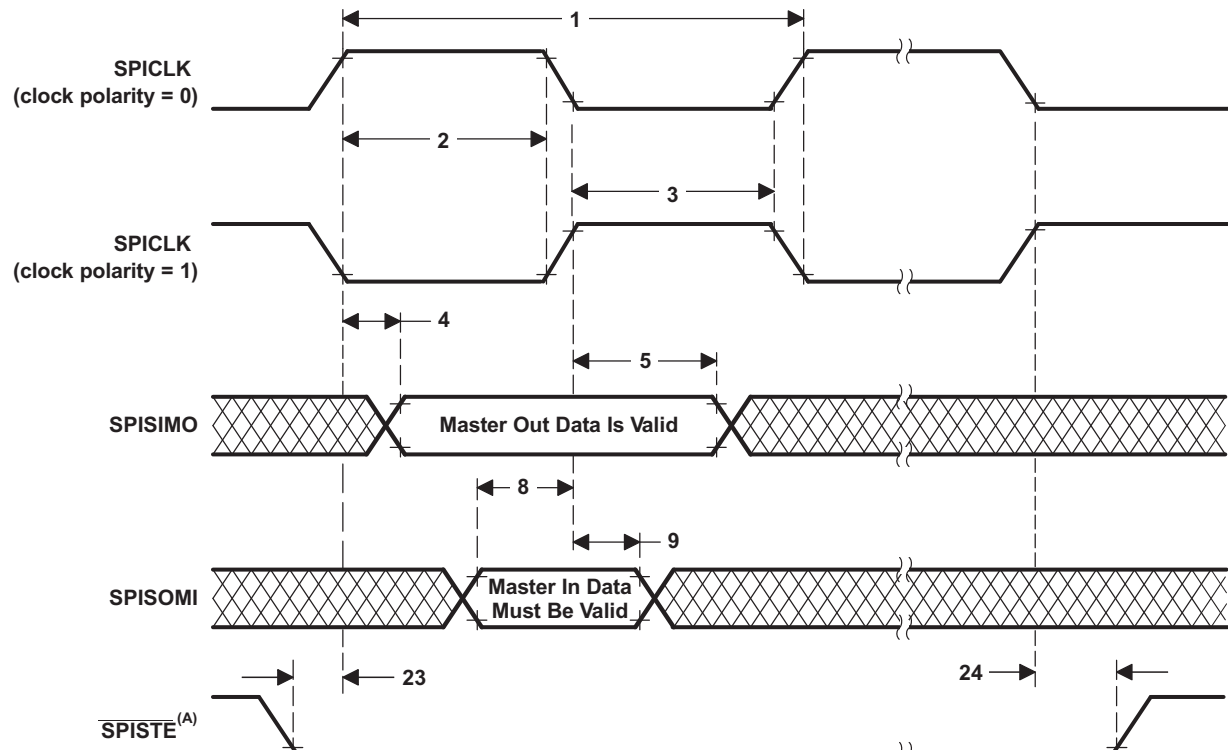 1
SPICLK
(clock polarity = 0)
2
3
SPICLK
(clock polarity = 1)
4
5
SPISIMO
Master Out Data Is Valid
8
9
SPISOMI
Master In Data
Must Be Valid
23
24
SPISTE(A)